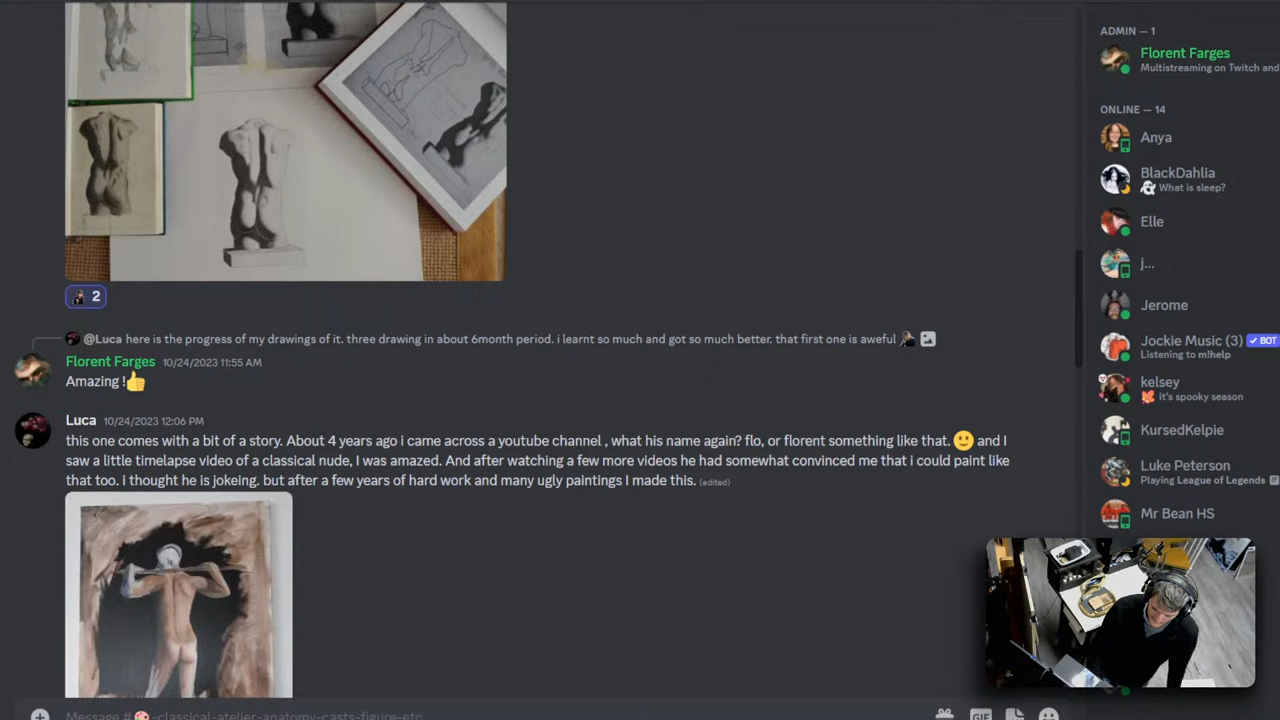 2
@Luca here is the progress of my drawings of it. three drawing in about 6month period. i learnt so much and got so much better. that first one is aweful
Florent Farges 10/24/2023 11:55 AM
Amazing !
Luca 10/24/2023 12:06 PM
this one comes with a bit of a story. About 4 years ago i came across a youtube channel , what his name again? flo, or florent something like that. 🙂 and I
saw a little timelapse video of a classical nude, I was amazed. And after watching a few more videos he had somewhat convinced me that i could paint like
that too. i thought he is jokeing. but after a few years of hard work and many ugly paintings I made this. (edited)
Message # -classical-atelier-anatomy-casts-figure-etc
GIF
ADMIN — 1
Florent Farges
Multistreaming on Twitch and
ONLINE — 14
Anya
BlackDahlia
What is sleep?
Elle
j...
Jerome
Jockie Music (3) ✓ BOT
Listening to m!help
kelsey
it's spooky season
KursedKelpie
Luke Peterson
Playing League of Legends
Mr Bean HS